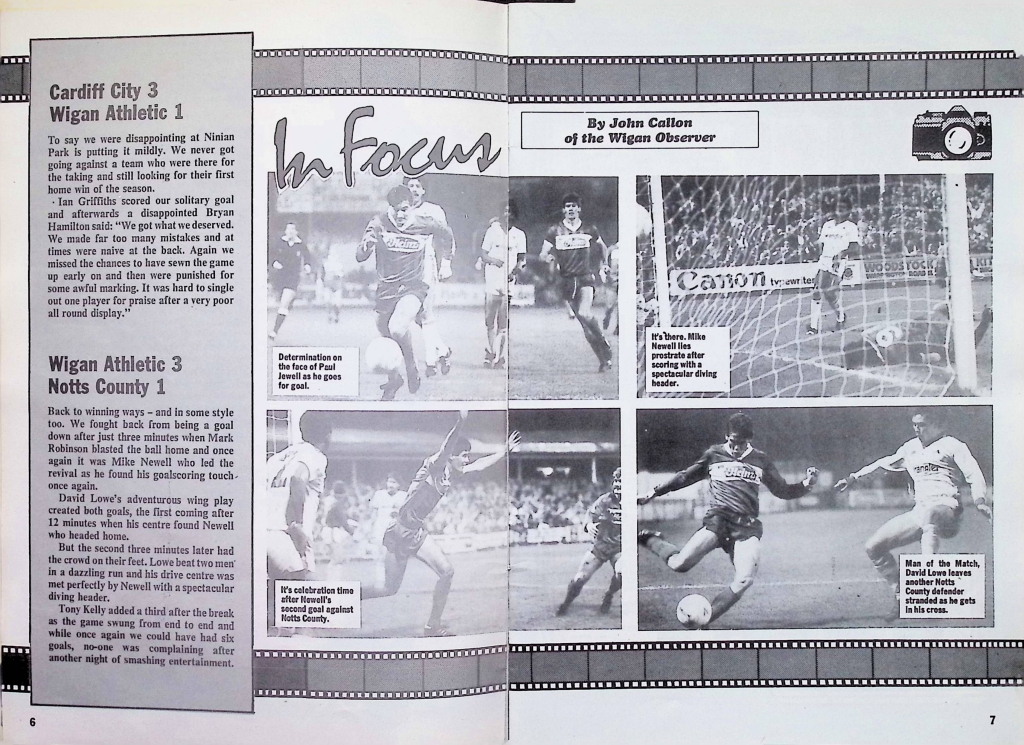 Cardiff City 3
Wigan Athletic 1
To say we were disappointing at Ninian
Park is putting it mildly. We never got
going against a team who were there for
the taking and still looking for their first
home win of the season.
Ian Griffiths scored our solitary goal
and afterwards a disappointed Bryan
Hamilton said: “We got what we deserved.
We made far too many mistakes and at
times were naive at the back. Again we
missed the chances to have sewn the game
up early on and then were punished for
some awful marking. It was hard to single
out one player for praise after a very poor
all round display.”
Wigan Athletic 3
Notts County 1
Back to winning ways – and in some style
too. We fought back from being a goal
down after just three minutes when Mark
Robinson blasted the ball home and once
again it was Mike Newell who led the
revival as he found his goalscoring touch
once again.
David Lowe's adventurous wing play
created both goals, the first coming after
12 minutes when his centre found Newell
who headed home.
But the second three minutes later had
the crowd on their feet. Lowe beat two men
in a dazzling run and his drive centre was
met perfectly by Newell with a spectacular
diving header.
Tony Kelly added a third after the break
as the game swung from end to end and
while once again we could have had six
goals, no-one was complaining after
another night of smashing entertainment.
6
In Focus
By John Callon
of the Wigan Observer
Heinz
Determination on
the face of Paul
Jewell as he goes
for goal.
Heinz
Canon typewriter
WOODSTOCK
It's there. Mike
Newell lies
prostrate after
scoring with a
spectacular diving
header.
It's celebration time
after Newell's
second goal against
Notts County.
Heinz
Wrangler
Man of the Match,
David Lowe leaves
another Notts
County defender
stranded as he gets
in his cross.
7